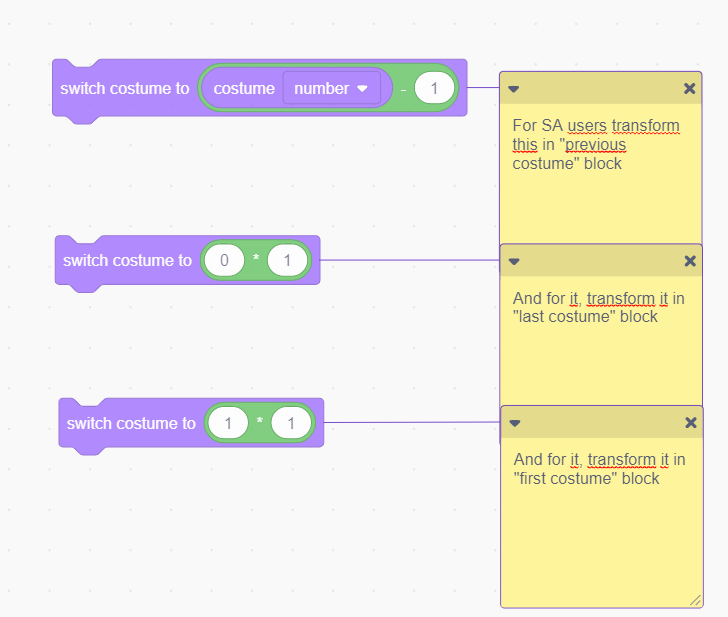 switch costume to costume number - 1
For SA users transform
this in "previous
costume" block
switch costume to 0 * 1
And for it, transform it in
"last costume" block
switch costume to 1 * 1
And for it, transform it in
"first costume" block